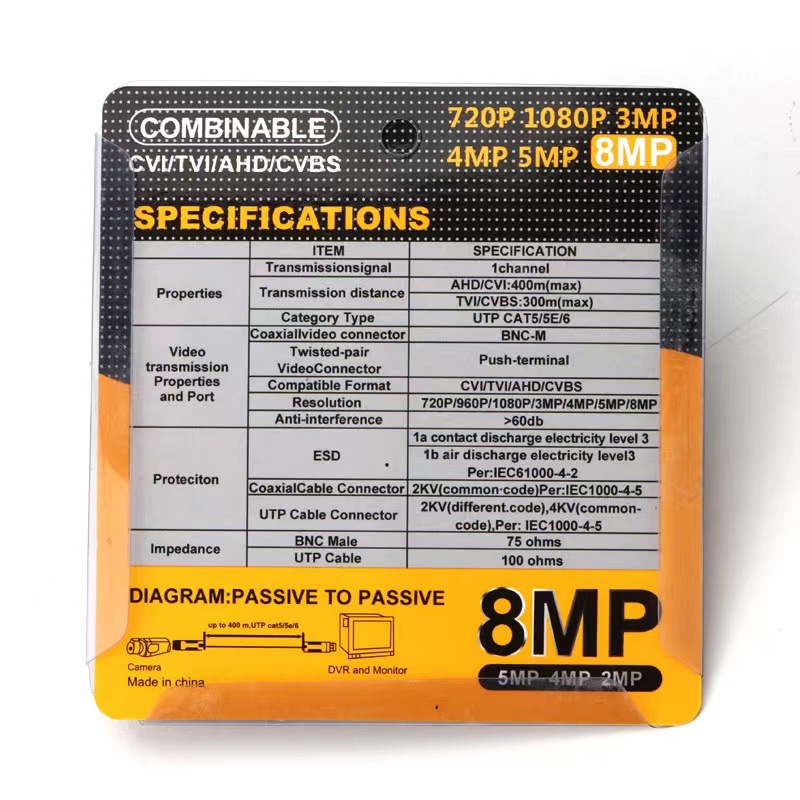 COMBINABLE
CVI/TVI/AHD/CVBS
720P 1080P 3MP
4MP 5MP 8MP
SPECIFICATIONS
ITEM SPECIFICATION
Properties
Transmissionsignal 1channel
Transmission distance AHD/CVI:400m(max)
TVI/CVBS:300m(max)
Category Type UTP CAT5/5E/6
Video
transmission
Properties
and Port
Coaxiallvideo connector BNC-M
Twisted-pair
VideoConnector Push-terminal
Compatible Format CVI/TVI/AHD/CVBS
Resolution 720P/960P/1080P/3MP/4MP/5MP/8MP
Anti-interference >60db
Proteciton
ESD 1a contact discharge electricity level 3
1b air discharge electricity level3
Per:IEC61000-4-2
CoaxialCable Connector 2KV(common·code)Per:IEC1000-4-5
UTP Cable Connector 2KV(different.code),4KV(common-
code),Per: IEC1000-4-5
Impedance
BNC Male 75 ohms
UTP Cable 100 ohms
DIAGRAM:PASSIVE TO PASSIVE
up to 400 m,UTP cat5/5e/6
Camera
DVR and Monitor
Made in china
8MP
5MP 4MP 2MP